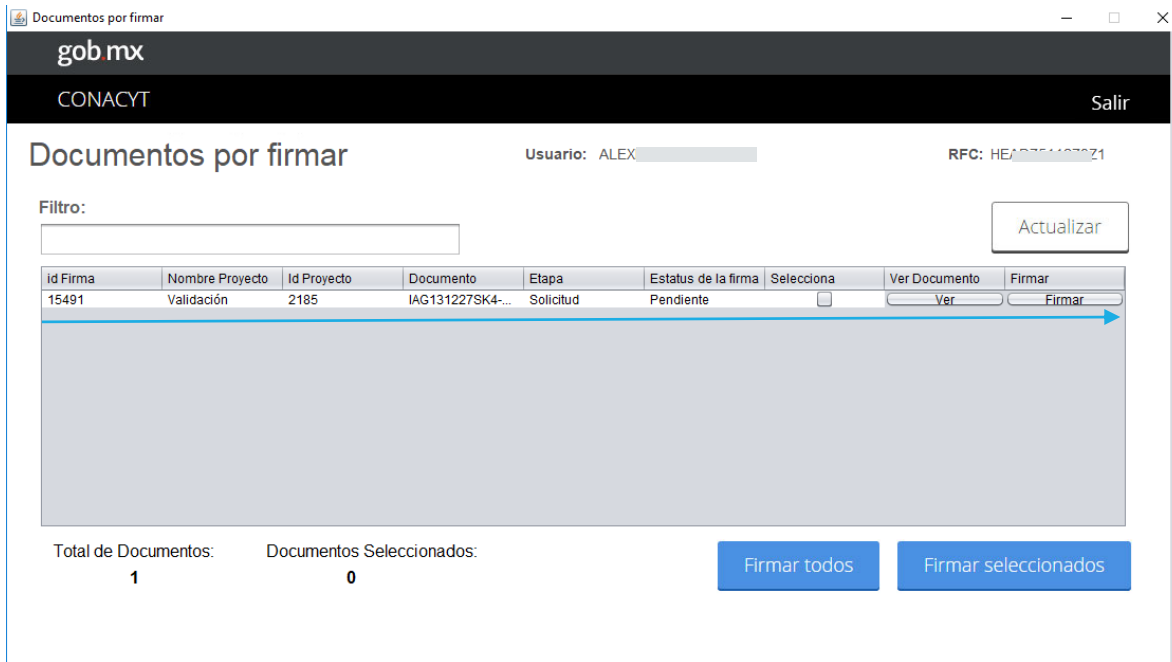 Documentos por firmar
gob.mx
CONACYT Salir
Documentos por firmar Usuario: ALEX RFC: Z1
Filtro:
Actualizar
id Firma Nombre Proyecto Id Proyecto Documento Etapa Estatus de la firma Selecciona Ver Documento Firmar
15491 Validación 2185 IAG131227SK4-... Solicitud Pendiente Ver Firmar
Total de Documentos: Documentos Seleccionados:
1 0
Firmar todos Firmar seleccionados